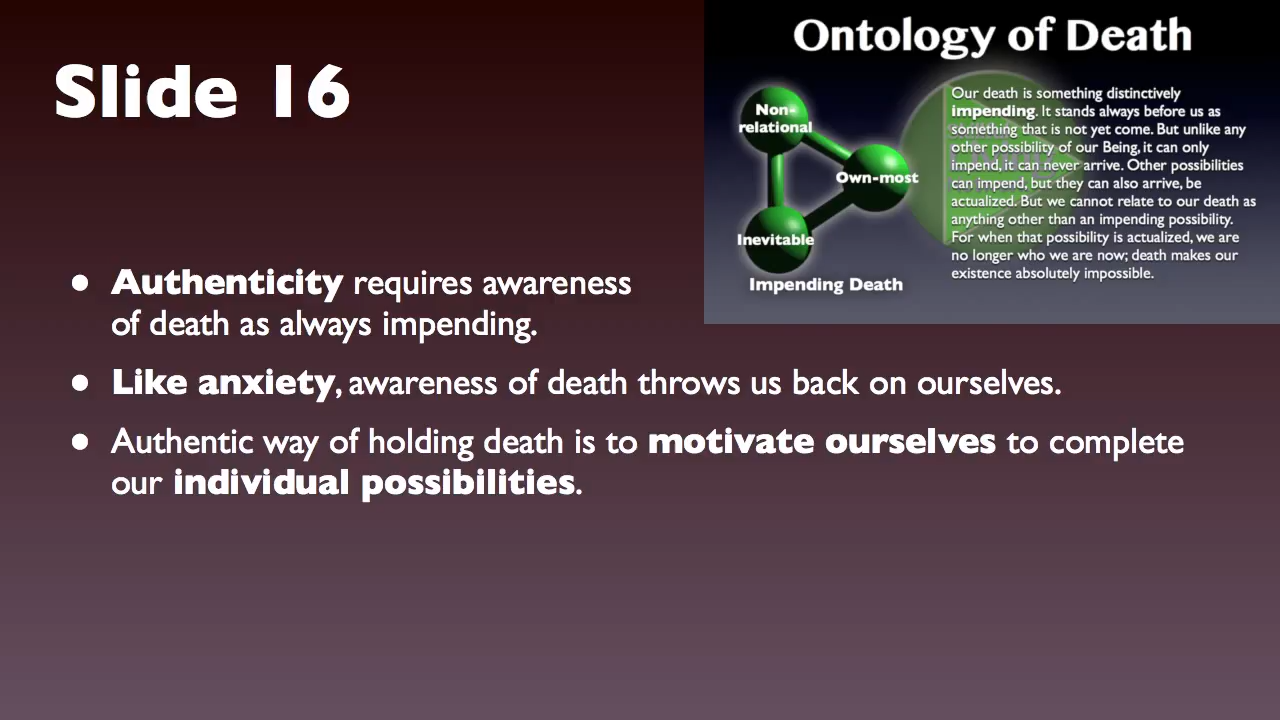 Slide 16
Ontology of Death
Non-
relational
Own-most
Inevitable
Impending Death
Our death is something distinctively
impending. It stands always before us as
something that is not yet come. But unlike any
other possibility of our Being, it can only
impend, it can never arrive. Other possibilities
can impend, but they can also arrive, be
actualized. But we cannot relate to our death as
anything other than an impending possibility.
For when that possibility is actualized, we are
no longer who we are now; death makes our
existence absolutely impossible.
• Authenticity requires awareness
of death as always impending.
• Like anxiety, awareness of death throws us back on ourselves.
• Authentic way of holding death is to motivate ourselves to complete
our individual possibilities.